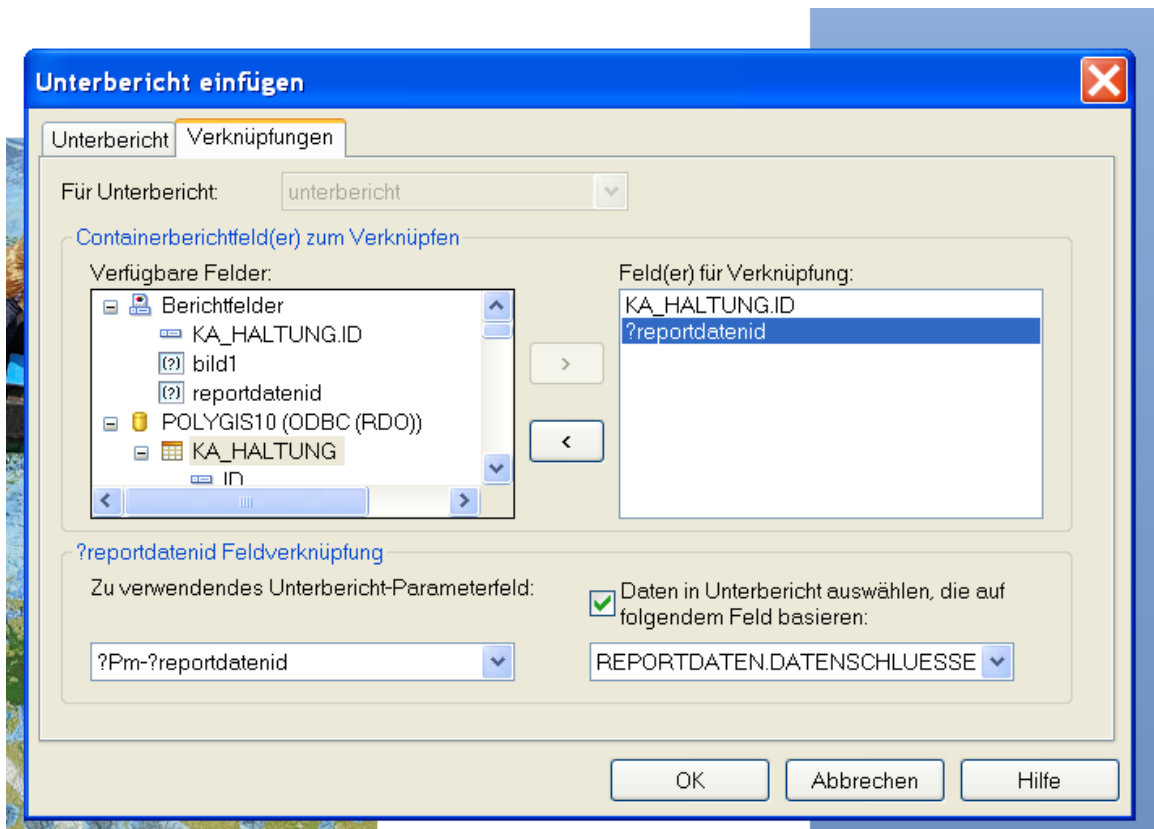 Unterbericht einfügen
Unterbericht
Verknüpfungen
Für Unterbericht:
unterbericht
Containerberichtfeld(er) zum Verknüpfen
Verfügbare Felder:
Berichtfelder
KA_HALTUNG.ID
(?) bild1
(?) reportdatenid
POLYGIS10 (ODBC (RDO))
KA_HALTUNG
ID
>
<
Feld(er) für Verknüpfung:
KA_HALTUNG.ID
?reportdatenid
?reportdatenid Feldverknüpfung
Zu verwendendes Unterbericht-Parameterfeld:
?Pm-?reportdatenid
Daten in Unterbericht auswählen, die auf
folgendem Feld basieren:
REPORTDATEN.DATENSCHLUESSE
OK
Abbrechen
Hilfe